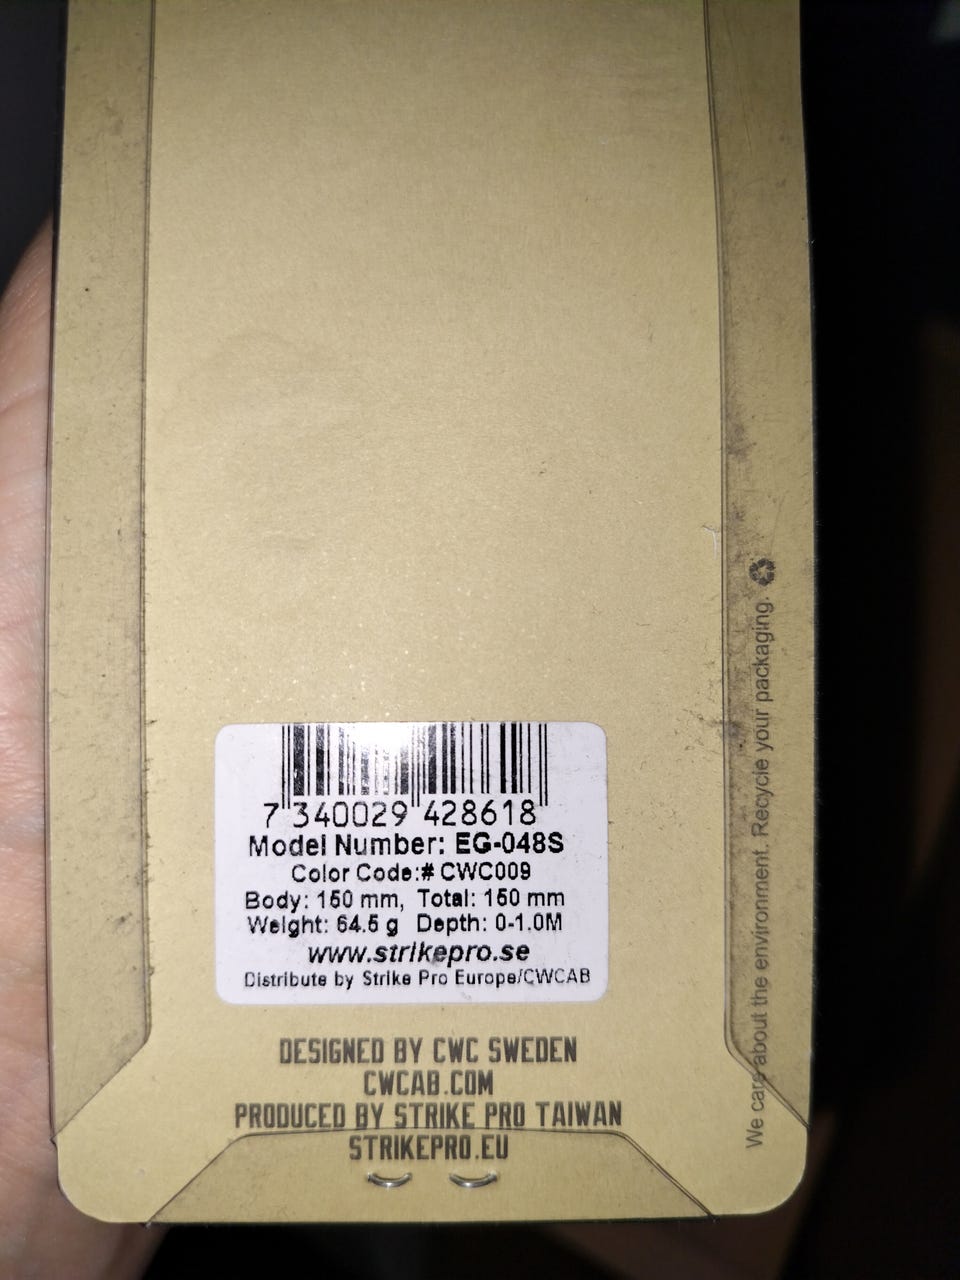 7 340029 428618
Model Number: EG-048S
Color Code:# CWC009
Body: 150 mm, Total: 150 mm
Weight: 64.5 g Depth: 0-1.0M
www.strikepro.se
Distribute by Strike Pro Europe/CWCAB
DESIGNED BY CWC SWEDEN
CWCAB.COM
PRODUCED BY STRIKE PRO TAIWAN
STRIKEPRO.EU
We care about the environment. Recycle your packaging.